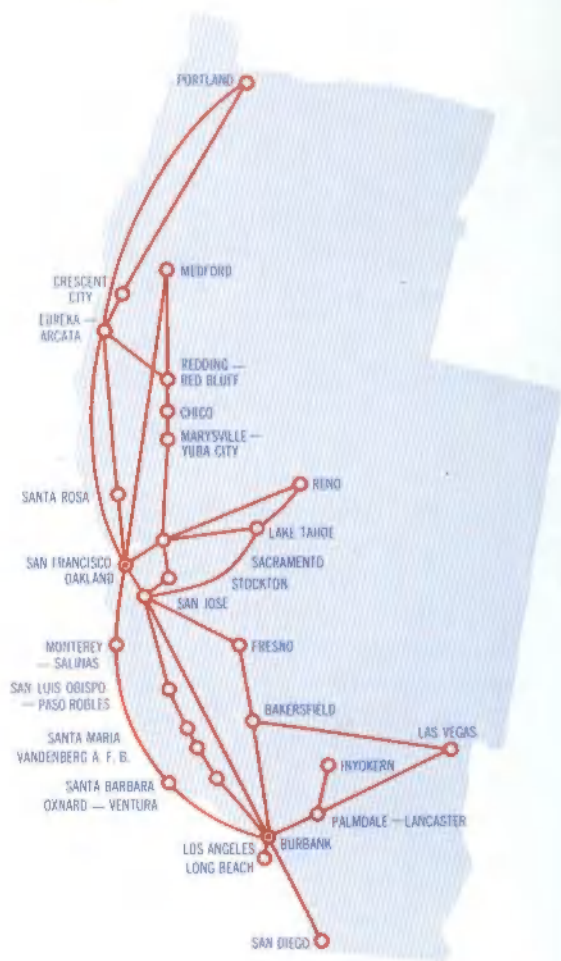 PORTLAND
MEDFORD
CRESCENT
CITY
EUREKA —
ARCATA
REDDING —
RED BLUFF
CHICO
MARYSVILLE —
YUBA CITY
RENO
SANTA ROSA
LAKE TAHOE
SAN FRANCISCO
OAKLAND
SACRAMENTO
STOCKTON
SAN JOSE
MONTEREY
— SALINAS
FRESNO
SAN LUIS OBISPO
— PASO ROBLES
BAKERSFIELD
LAS VEGAS
SANTA MARIA
VANDENBERG A. F. B.
INYOKERN
SANTA BARBARA
OXNARD — VENTURA
PALMDALE — LANCASTER
LOS ANGELES
BURBANK
LONG BEACH
SAN DIEGO